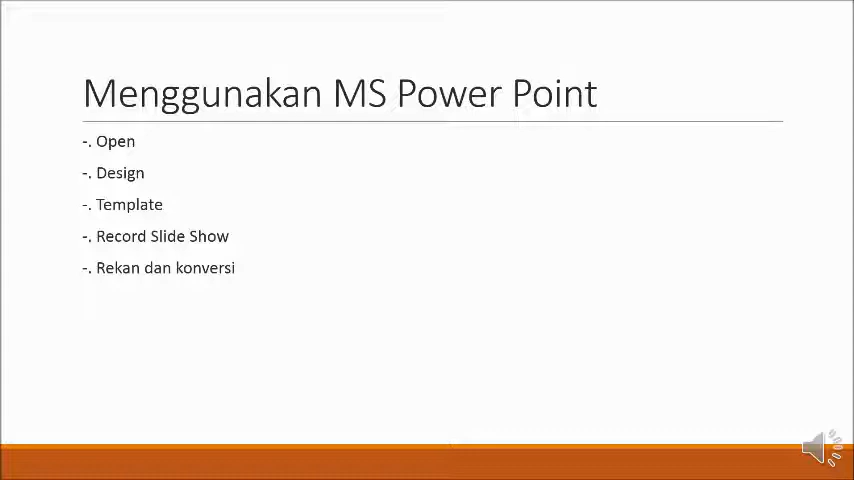 Menggunakan MS Power Point
-. Open
-. Design
-. Template
-. Record Slide Show
-. Rekan dan konversi